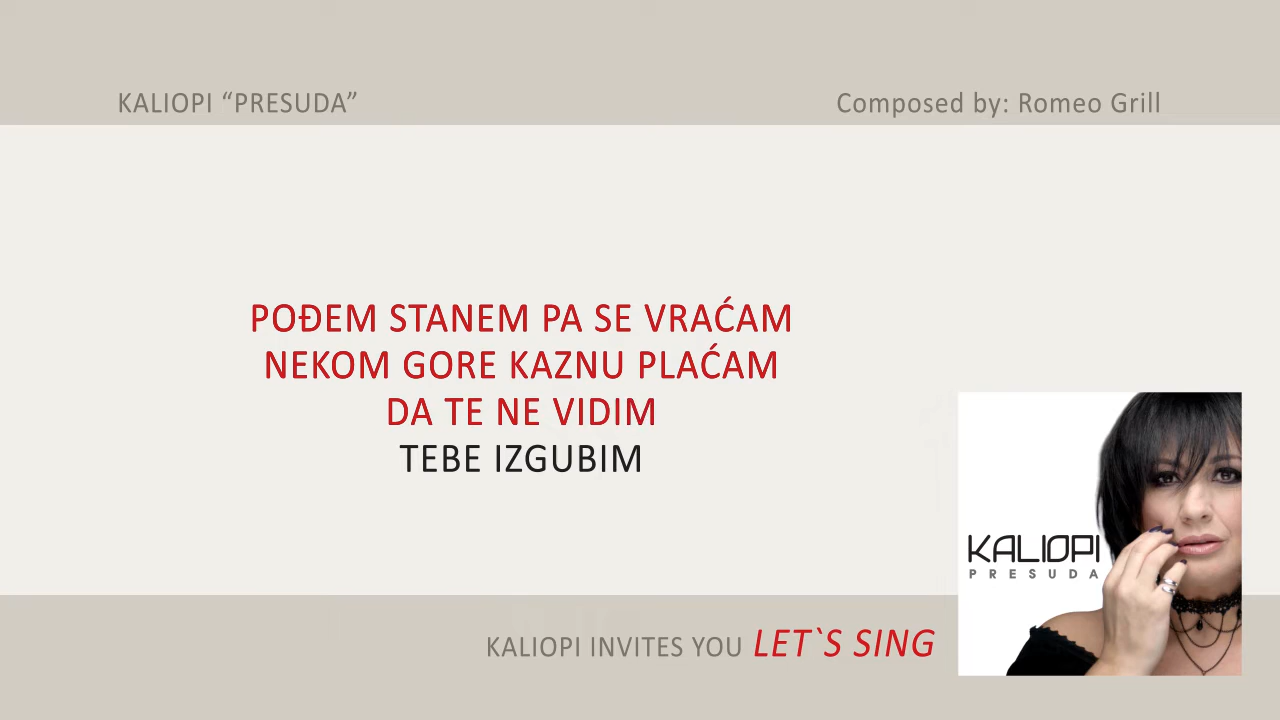 KALIOPI “PRESUDA”
Composed by: Romeo Grill
POĐEM STANEM PA SE VRAĆAM
NEKOM GORE KAZNU PLAĆAM
DA TE NE VIDIM
TEBE IZGUBIM
KALIOPI
PRESUDA
KALIOPI INVITES YOU LET`S SING